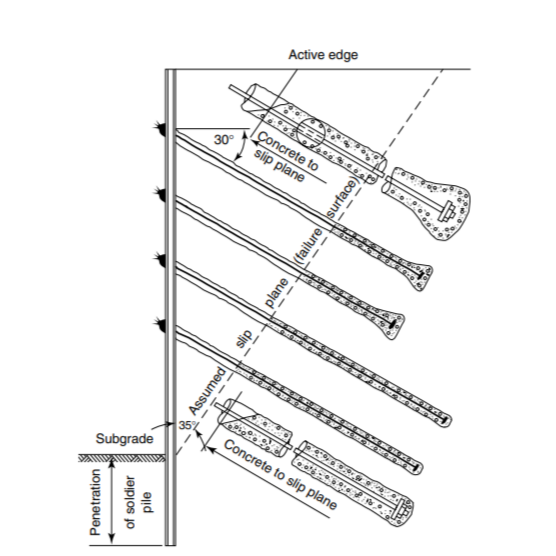 Active edge
30°
Concrete to
slip plane
Assumed slip plane (failure surface)
35°
Subgrade
Concrete to slip plane
Penetration
of soldier
pile